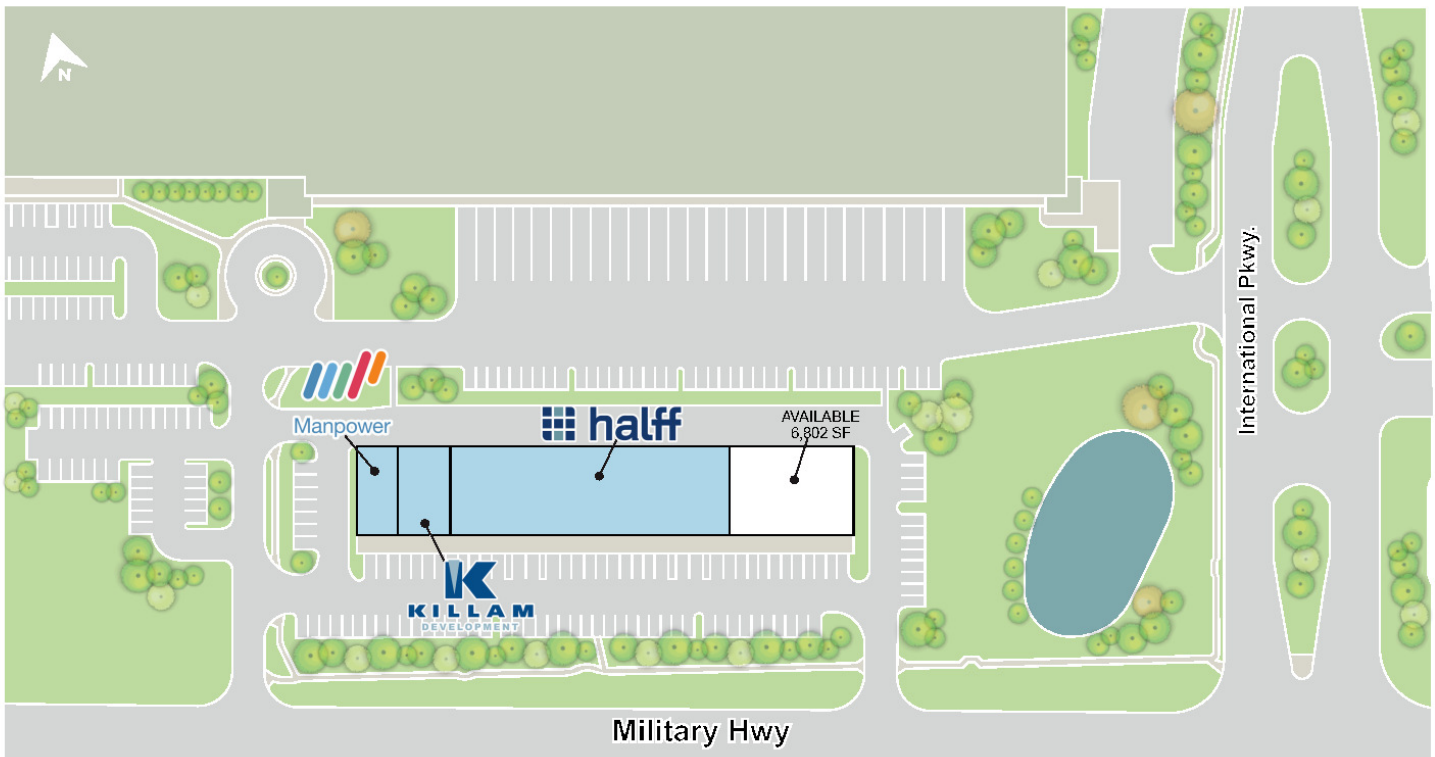 N
International Pkwy.
Manpower
halff
AVAILABLE
6,802 SF
K
KILLAM
DEVELOPMENT
Military Hwy